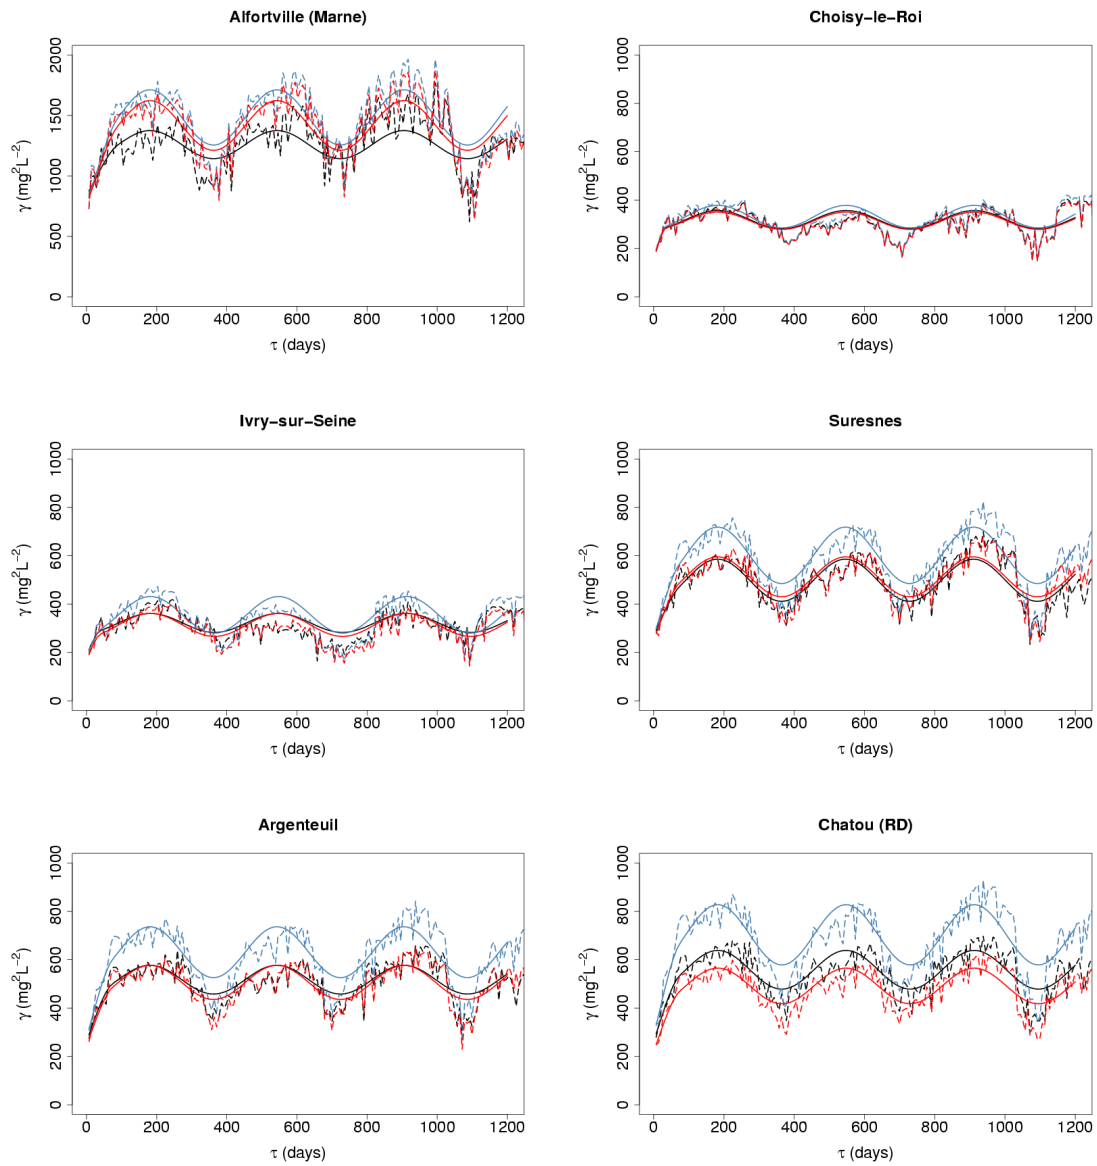 Alfortville (Marne)
γ (mg²L⁻²)
2000
1500
1000
500
0
0 200 400 600 800 1000 1200
τ (days)
Choisy−le−Roi
γ (mg²L⁻²)
1000
800
600
400
200
0
0 200 400 600 800 1000 1200
τ (days)
Ivry−sur−Seine
γ (mg²L⁻²)
1000
800
600
400
200
0
0 200 400 600 800 1000 1200
τ (days)
Suresnes
γ (mg²L⁻²)
1000
800
600
400
200
0
0 200 400 600 800 1000 1200
τ (days)
Argenteuil
γ (mg²L⁻²)
1000
800
600
400
200
0
0 200 400 600 800 1000 1200
τ (days)
Chatou (RD)
γ (mg²L⁻²)
1000
800
600
400
200
0
0 200 400 600 800 1000 1200
τ (days)